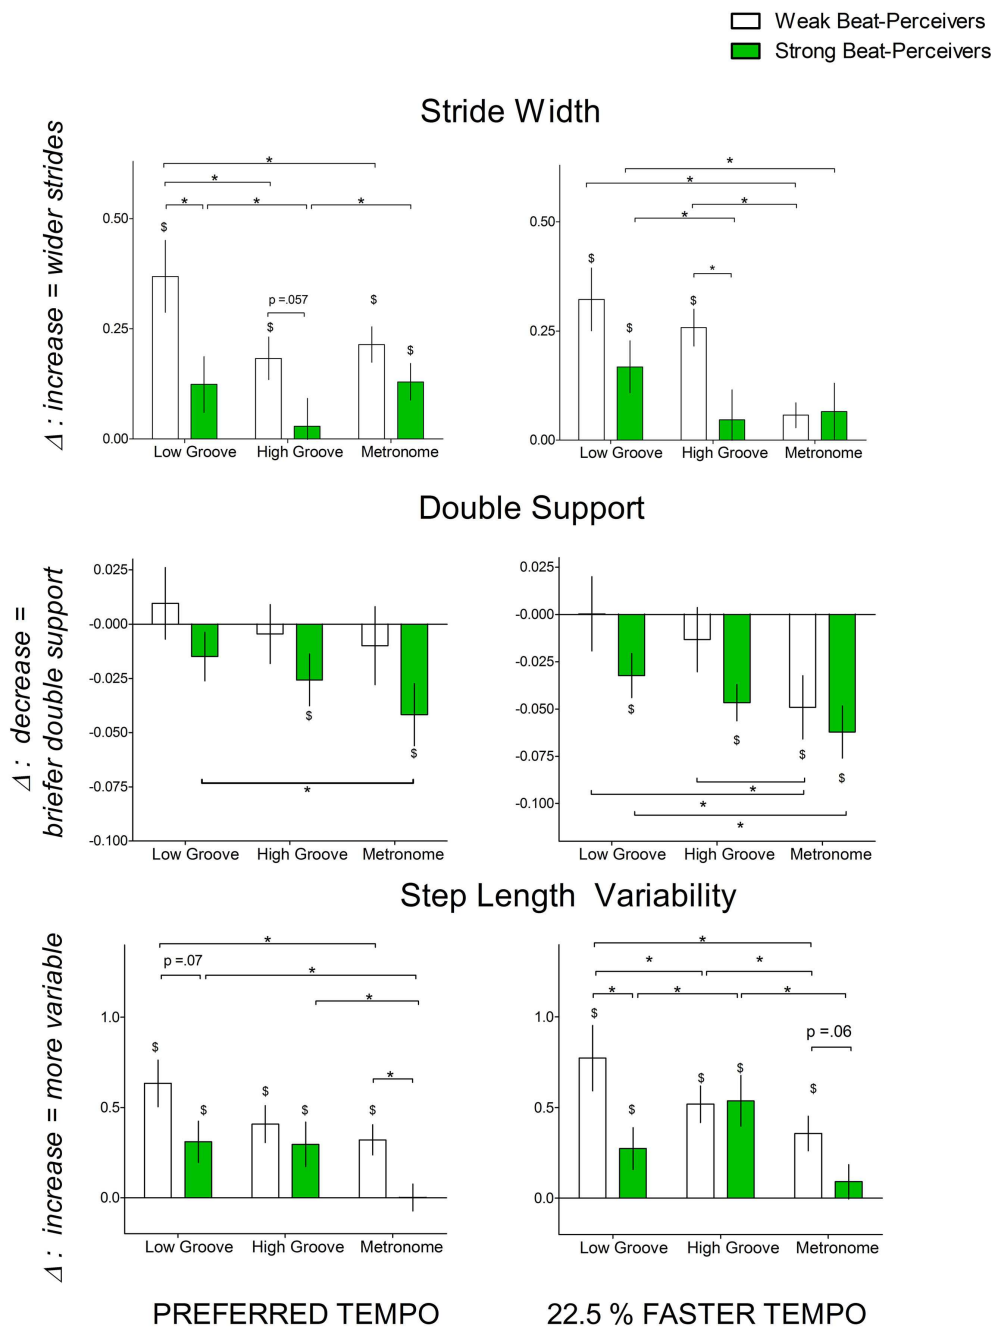 Weak Beat-Perceivers
Strong Beat-Perceivers
Stride Width
Δ : increase = wider strides
0.50
0.25
0.00
*
*
* * *
$
p =.057
$
$
$
Low Groove High Groove Metronome
0.50
0.25
0.00
*
*
*
*
*
$
$
$
Low Groove High Groove Metronome
Double Support
Δ : decrease =
briefer double support
0.025
-0.000
-0.025
-0.050
-0.075
-0.100
$
$
*
Low Groove High Groove Metronome
0.025
-0.000
-0.025
-0.050
-0.075
-0.100
$
$
$
$
*
*
*
Low Groove High Groove Metronome
Step Length Variability
Δ : increase = more variable
1.0
0.5
0.0
*
p =.07
*
*
*
$
$
$
$
$
Low Groove High Groove Metronome
1.0
0.5
0.0
*
* *
* * *
p =.06
$
$
$
$
$
Low Groove High Groove Metronome
PREFERRED TEMPO
22.5 % FASTER TEMPO